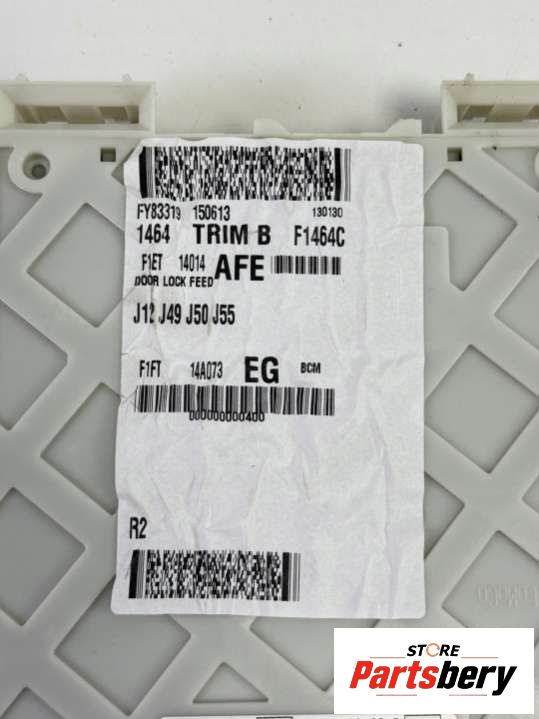 FY83319 150613 130130
1464 TRIM B F1464C
F1ET 14014 AFE
DOOR LOCK FEED
J12 J49 J50 J55
F1FT 14A073 EG BCM
000000000400
R2
STORE
Partsbery